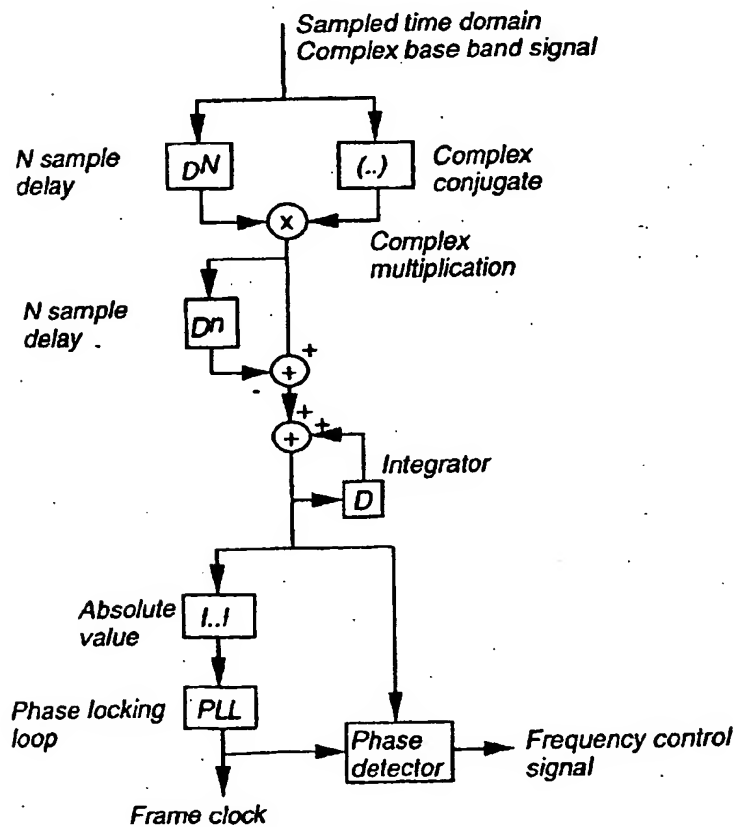 Sampled time domain
Complex base band signal
N sample
delay
DN
(..)
Complex
conjugate
x
Complex
multiplication
N sample
delay
Dn
+
+
-
+
+
+
Integrator
D
Absolute
value
I..I
Phase locking
loop
PLL
Phase
detector
Frequency control
signal
Frame clock